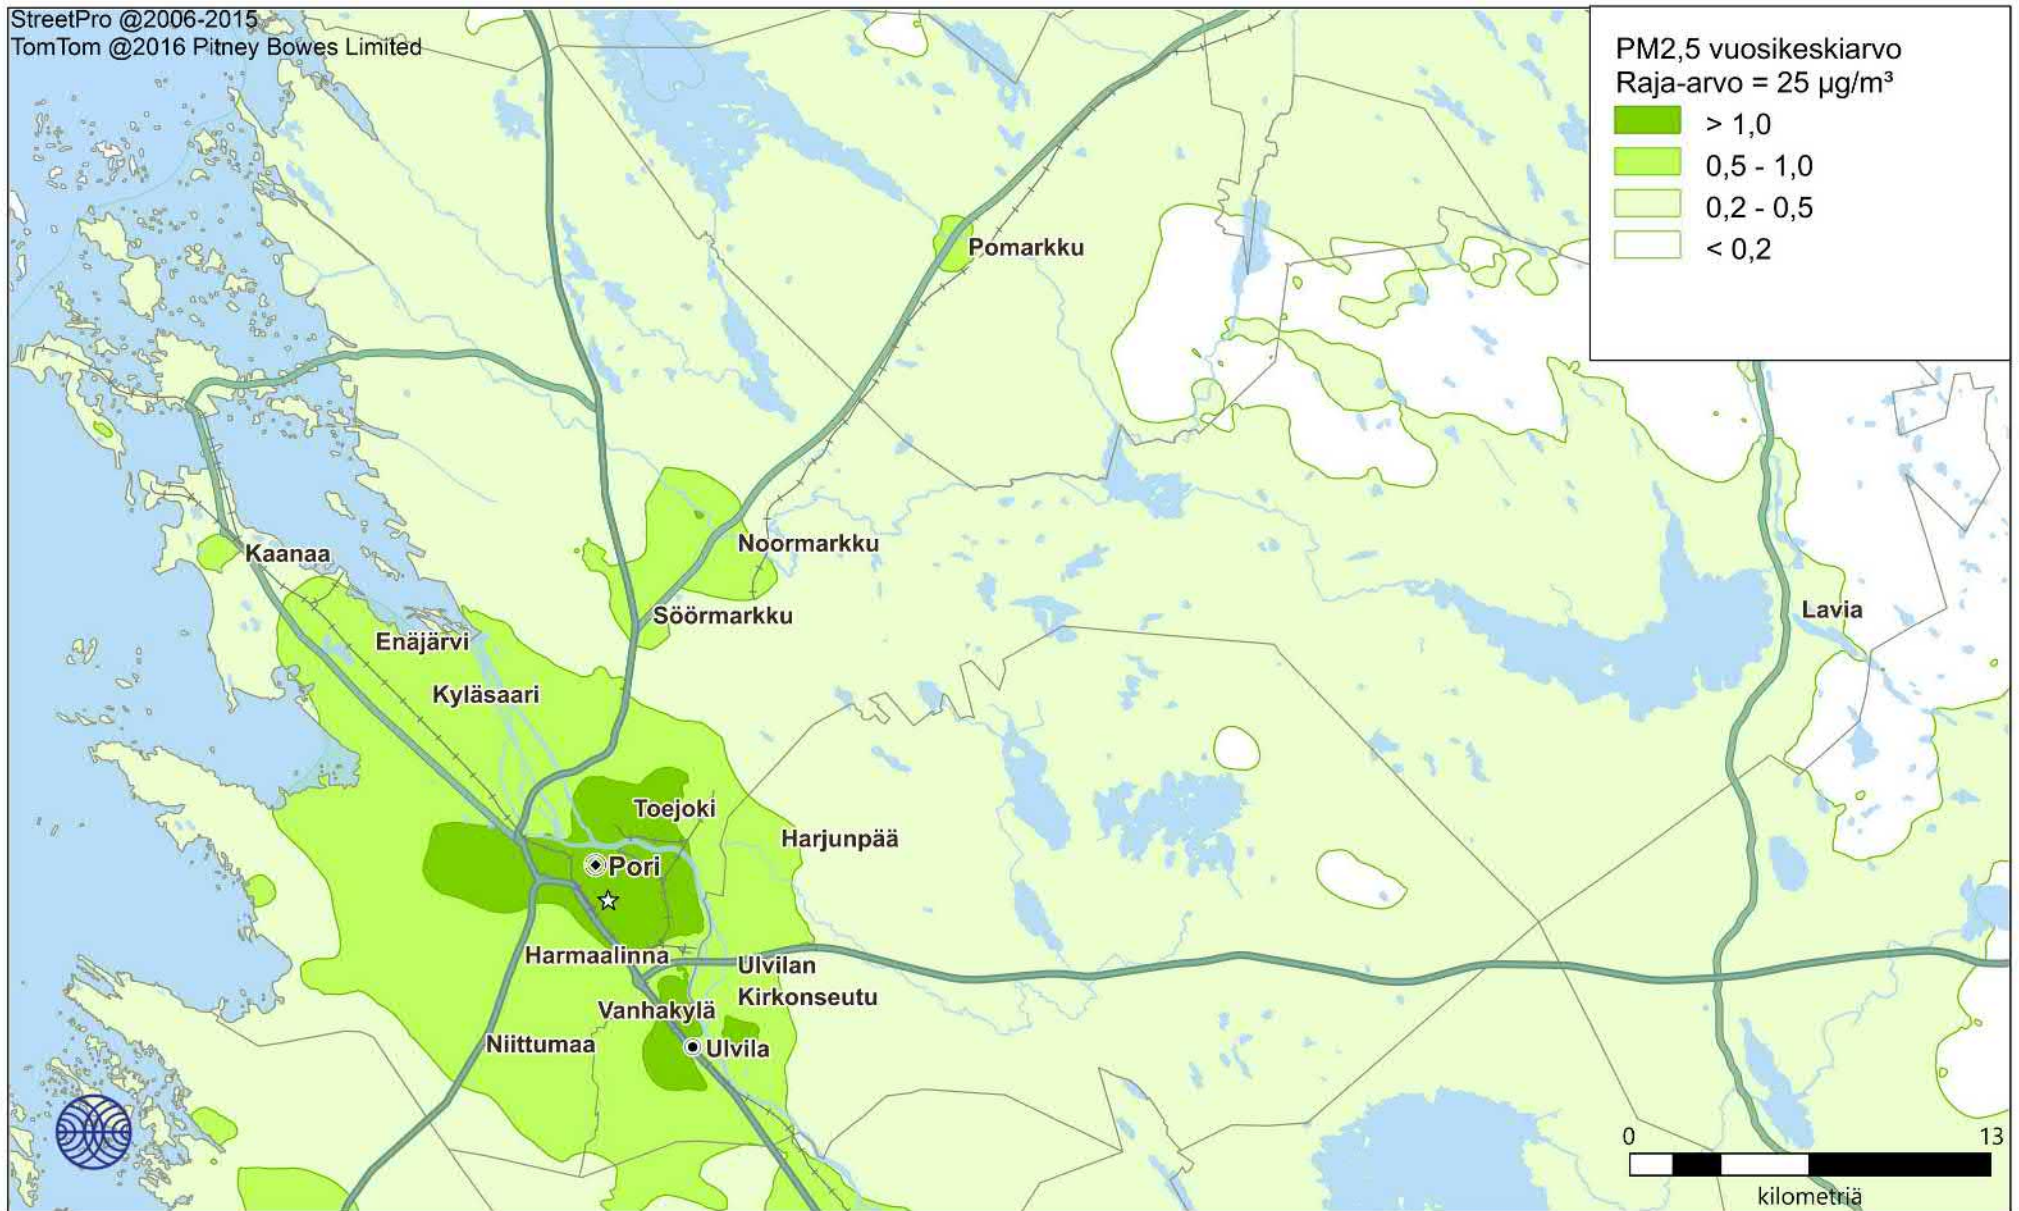 StreetPro @2006-2015
TomTom @2016 Pitney Bowes Limited
PM2,5 vuosikeskiarvo
Raja-arvo = 25 µg/m³
> 1,0
0,5 - 1,0
0,2 - 0,5
< 0,2
Pomarkku
Noormarkku
Kaanaa
Söörmarkku
Lavia
Enäjärvi
Kyläsaari
Toejoki
Harjunpää
Pori
Harmaalinna
Ulvilan
Kirkonseutu
Vanhakylä
Niittumaa
Ulvila
0 13
kilometriä